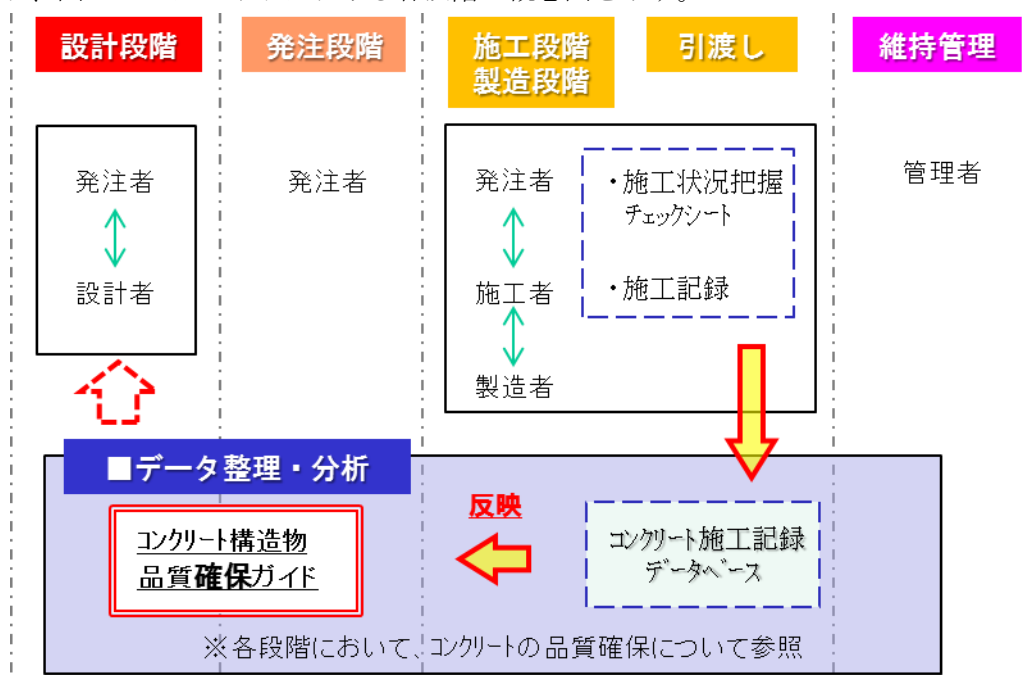 設計段階
発注段階
施工段階
製造段階
引渡し
維持管理
発注者
設計者
発注者
発注者
施工者
製造者
・施工状況把握
チェックシート
・施工記録
管理者
■データ整理・分析
コンクリート構造物
品質確保ガイド
反映
コンクリート施工記録
データベース
※各段階において、コンクリートの品質確保について参照